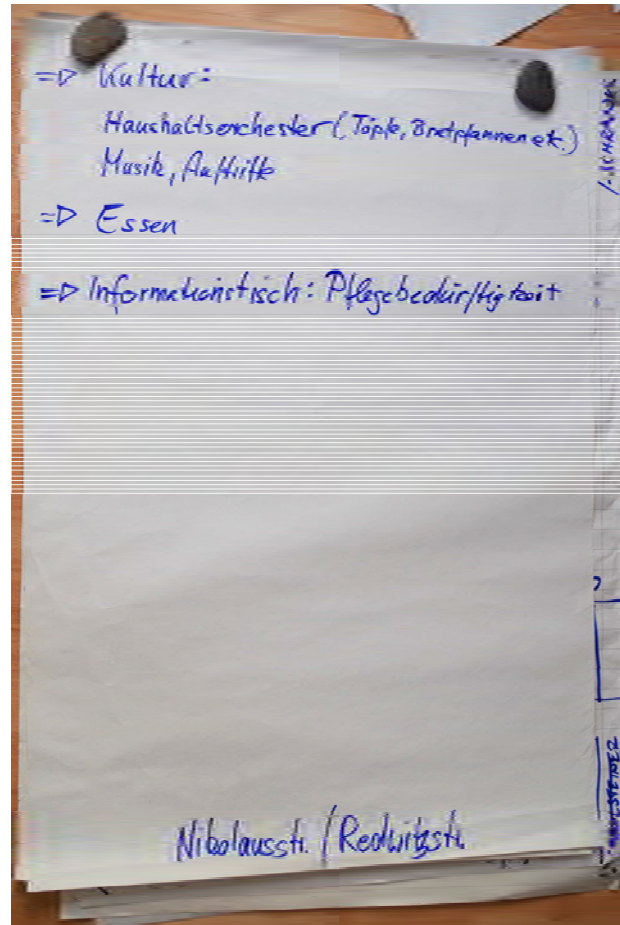 => Kultur:
Haushaltsorchester (Töpfe, Bratpfannen etc.)
Musik, Auftritte
=> Essen
=> Informationstisch: Pflegebedürftigkeit
Nikolausstr. / Redwitzstr.